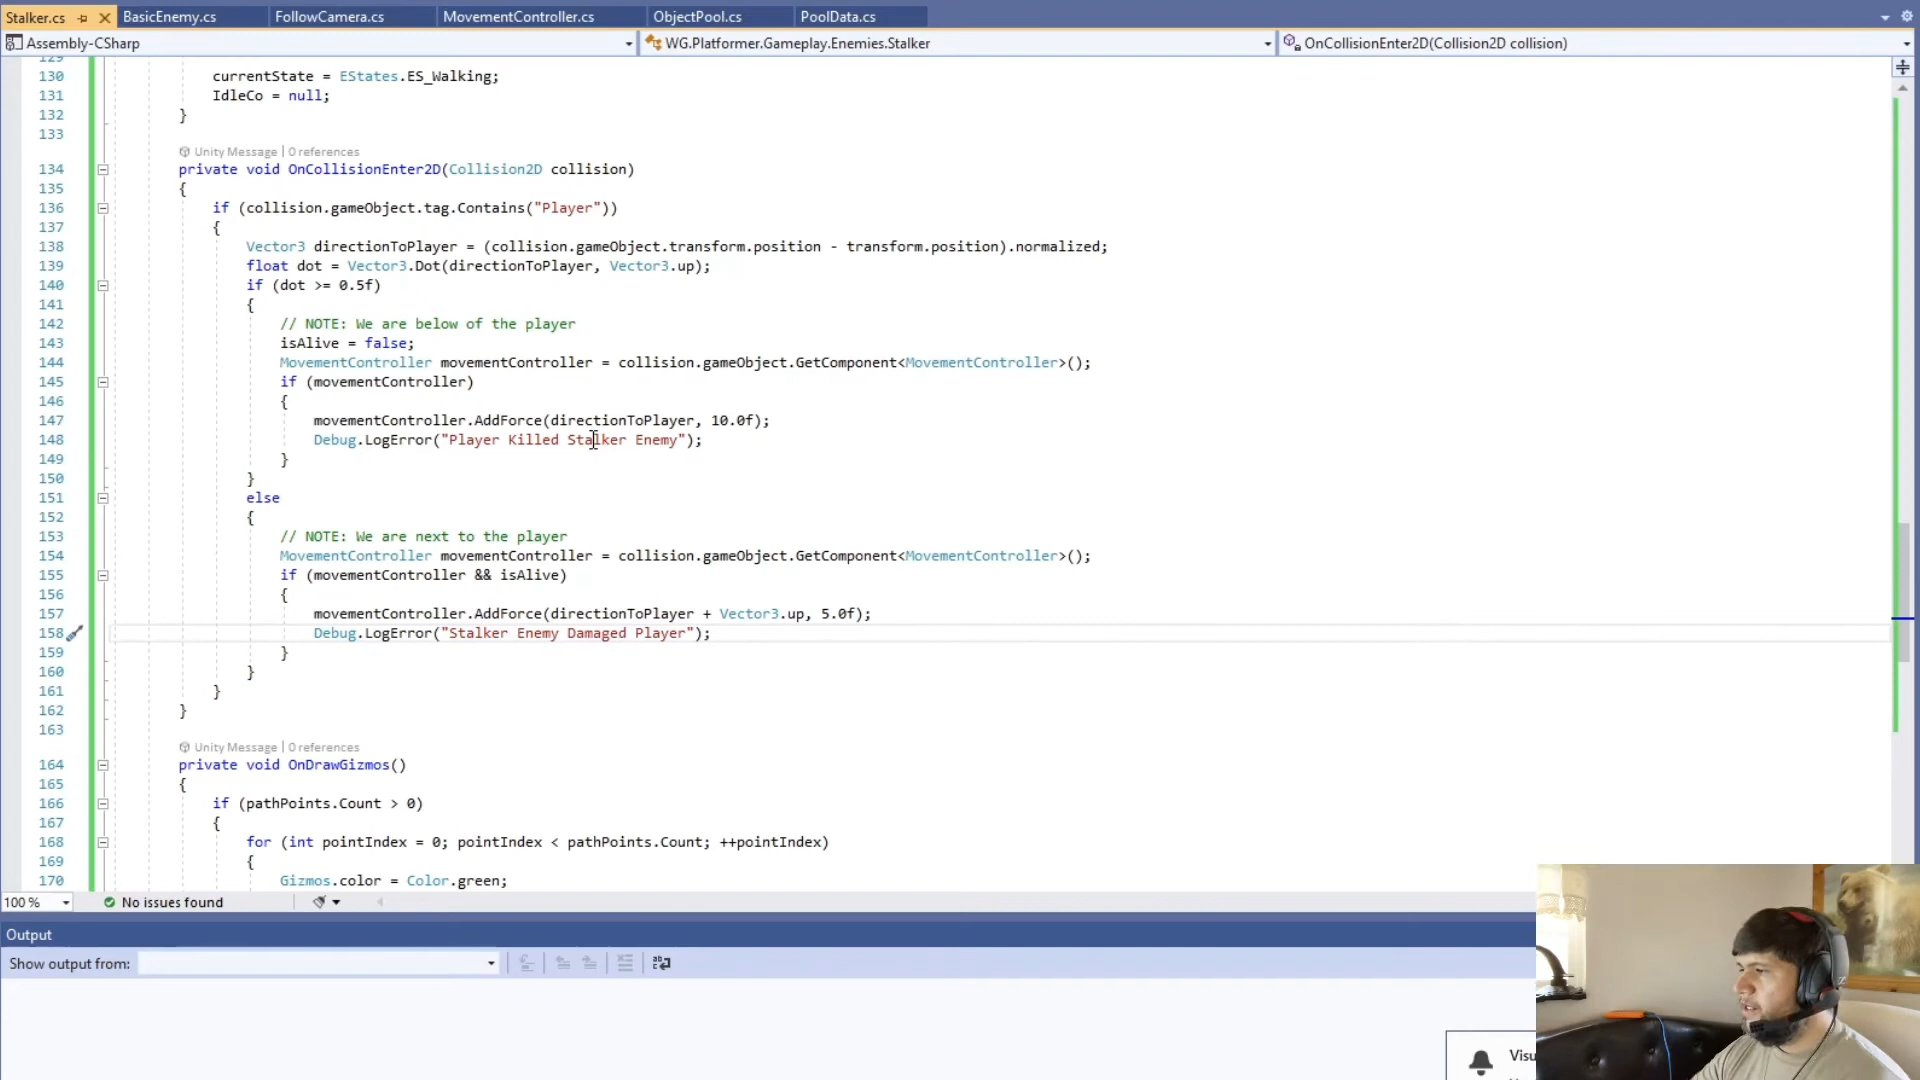 Stalker.cs
BasicEnemy.cs
FollowCamera.cs
MovementController.cs
ObjectPool.cs
PoolData.cs
Assembly-CSharp
WG.Platformer.Gameplay.Enemies.Stalker
OnCollisionEnter2D(Collision2D collision)
129
130 currentState = EStates.ES_Walking;
131 IdleCo = null;
132 }
133
Unity Message | 0 references
134 private void OnCollisionEnter2D(Collision2D collision)
135 {
136 if (collision.gameObject.tag.Contains("Player"))
137 {
138 Vector3 directionToPlayer = (collision.gameObject.transform.position - transform.position).normalized;
139 float dot = Vector3.Dot(directionToPlayer, Vector3.up);
140 if (dot >= 0.5f)
141 {
142 // NOTE: We are below of the player
143 isAlive = false;
144 MovementController movementController = collision.gameObject.GetComponent<MovementController>();
145 if (movementController)
146 {
147 movementController.AddForce(directionToPlayer, 10.0f);
148 Debug.LogError("Player Killed Stalker Enemy");
149 }
150 }
151 else
152 {
153 // NOTE: We are next to the player
154 MovementController movementController = collision.gameObject.GetComponent<MovementController>();
155 if (movementController && isAlive)
156 {
157 movementController.AddForce(directionToPlayer + Vector3.up, 5.0f);
158 Debug.LogError("Stalker Enemy Damaged Player");
159 }
160 }
161 }
162 }
163
Unity Message | 0 references
164 private void OnDrawGizmos()
165 {
166 if (pathPoints.Count > 0)
167 {
168 for (int pointIndex = 0; pointIndex < pathPoints.Count; ++pointIndex)
169 {
170 Gizmos.color = Color.green;
100 %
No issues found
Output
Show output from: